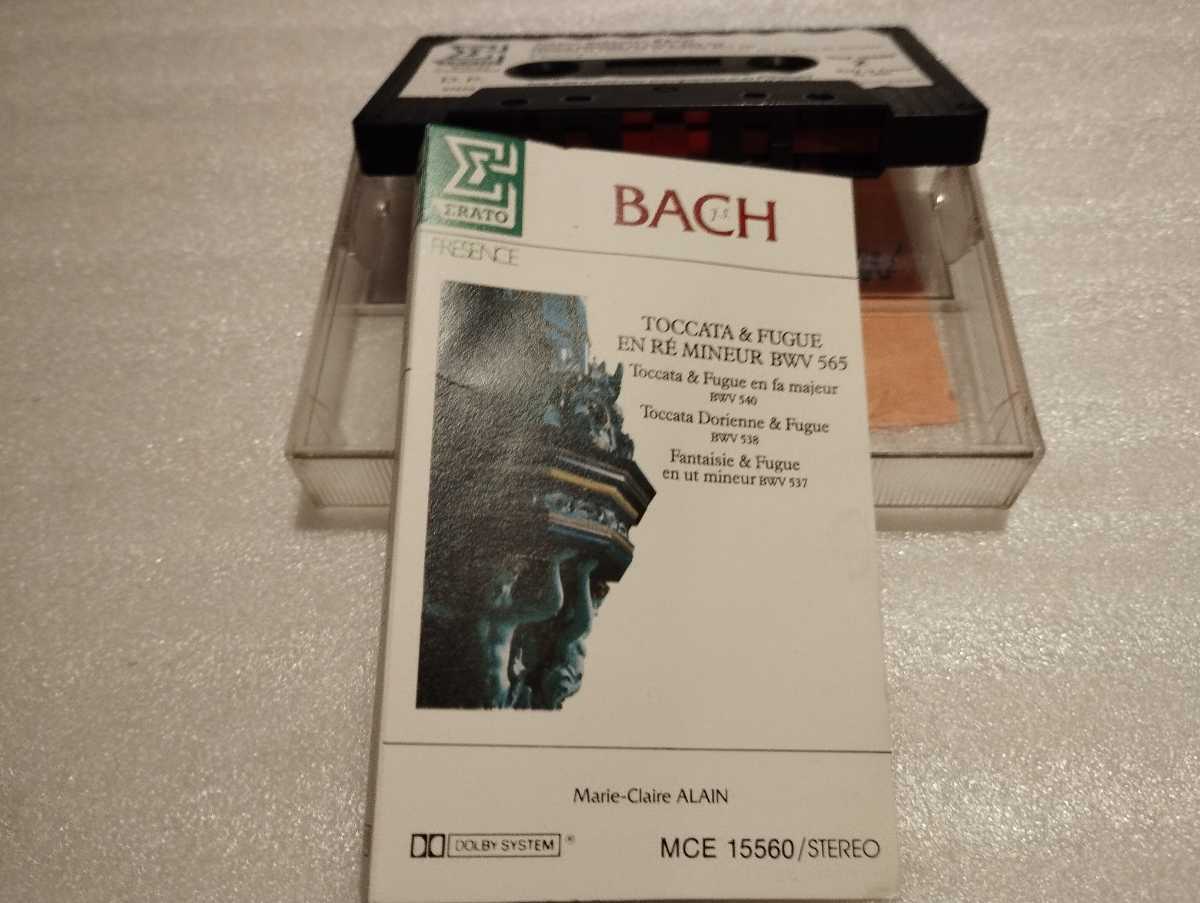 ERATO
PRESENCE
BACH
J.S.
TOCCATA & FUGUE
EN RÉ MINEUR BWV 565
Toccata & Fugue en fa majeur
BWV 540
Toccata Dorienne & Fugue
BWV 538
Fantaisie & Fugue
en ut mineur BWV 537
Marie-Claire ALAIN
DOLBY SYSTEM ®
MCE 15560/STEREO